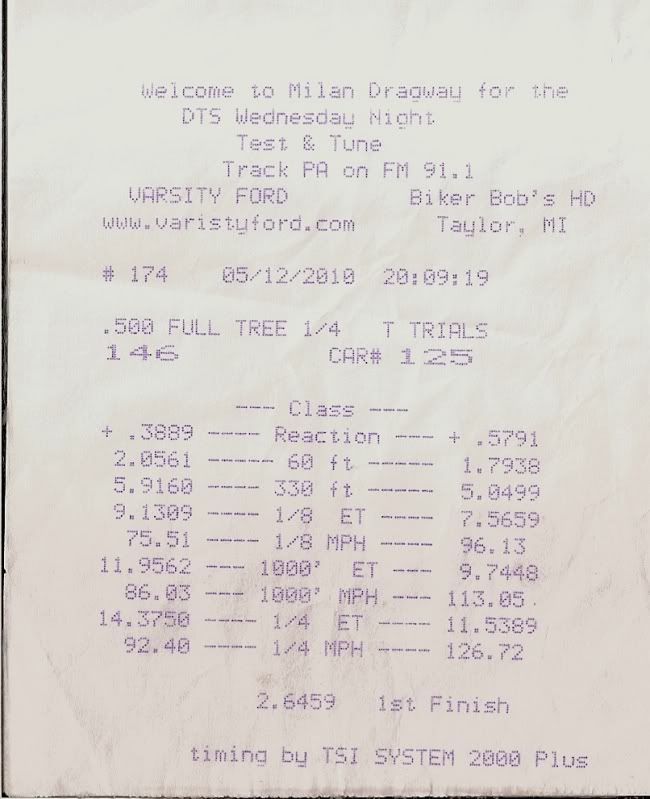 Welcome to Milan Dragway for the
DTS Wednesday Night
Test & Tune
Track PA on FM 91.1
VARSITY FORD Biker Bob's HD
www.varistyford.com Taylor, MI
# 174 05/12/2010 20:09:19
.500 FULL TREE 1/4 T TRIALS
146 CAR# 125
--- Class ---
+ .3889 ---- Reaction --- + .5791
2.0561 ----- 60 ft ----- 1.7938
5.9160 ---- 330 ft ----- 5.0499
9.1309 ---- 1/8 ET ---- 7.5659
75.51 ---- 1/8 MPH ---- 96.13
11.9562 --- 1000' ET --- 9.7448
86.03 --- 1000' MPH --- 113.05
14.3750 ---- 1/4 ET ---- 11.5389
92.40 ---- 1/4 MPH ---- 126.72
2.6459 1st Finish
timing by TSI SYSTEM 2000 Plus